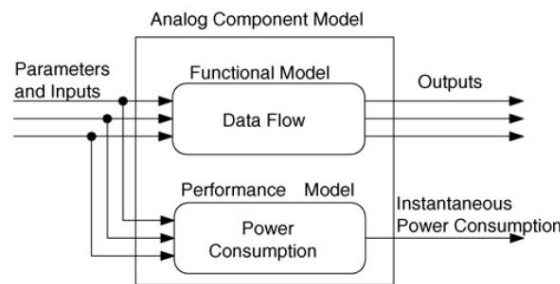 Analog Component Model
Parameters
and Inputs
Functional Model
Outputs
Data Flow
Performance Model
Power
Consumption
Instantaneous
Power Consumption